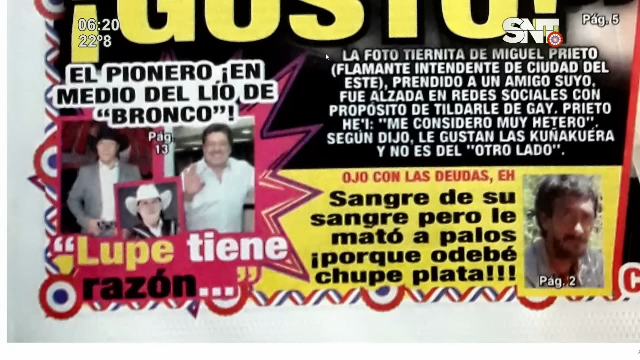 06:20
22°8
¡GUSTO!
SNT
Pág. 5
LA FOTO TIERNITA DE MIGUEL PRIETO
(FLAMANTE INTENDENTE DE CIUDAD DEL
ESTE), PRENDIDO A UN AMIGO SUYO,
FUE ALZADA EN REDES SOCIALES CON
PROPÓSITO DE TILDARLE DE GAY. PRIETO
HE'I: "ME CONSIDERO MUY HETERO".
SEGÚN DIJO, LE GUSTAN LAS KUÑAKUÉRA
Y NO ES DEL "OTRO LADO".
EL PIONERO ¡EN
MEDIO DEL LÍO DE
"BRONCO"!
Pág.
13
"Lupe tiene
razón..."
OJO CON LAS DEUDAS, EH
Sangre de su
sangre pero le
mató a palos
¡porque odebé
chupe plata!!!
Pág. 2